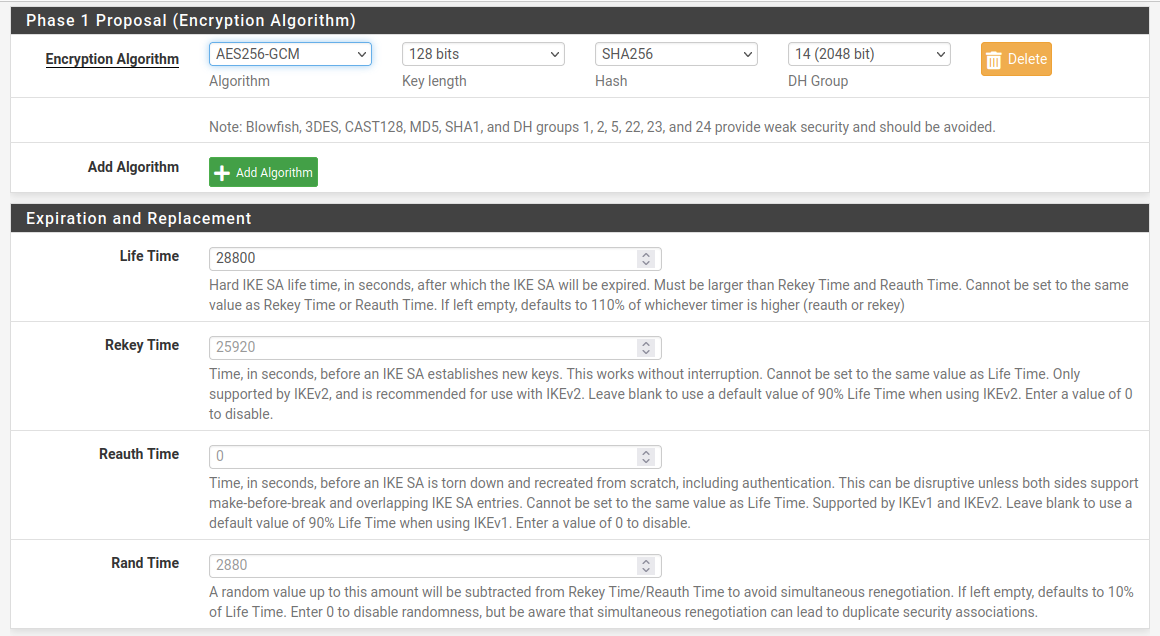 Phase 1 Proposal (Encryption Algorithm)
Encryption Algorithm AES256-GCM 128 bits SHA256 14 (2048 bit) Delete
Algorithm Key length Hash DH Group
Note: Blowfish, 3DES, CAST128, MD5, SHA1, and DH groups 1, 2, 5, 22, 23, and 24 provide weak security and should be avoided.
Add Algorithm Add Algorithm
Expiration and Replacement
Life Time 28800
Hard IKE SA life time, in seconds, after which the IKE SA will be expired. Must be larger than Rekey Time and Reauth Time. Cannot be set to the same
value as Rekey Time or Reauth Time. If left empty, defaults to 110% of whichever timer is higher (reauth or rekey)
Rekey Time 25920
Time, in seconds, before an IKE SA establishes new keys. This works without interruption. Cannot be set to the same value as Life Time. Only
supported by IKEv2, and is recommended for use with IKEv2. Leave blank to use a default value of 90% Life Time when using IKEv2. Enter a value of 0
to disable.
Reauth Time 0
Time, in seconds, before an IKE SA is torn down and recreated from scratch, including authentication. This can be disruptive unless both sides support
make-before-break and overlapping IKE SA entries. Cannot be set to the same value as Life Time. Supported by IKEv1 and IKEv2. Leave blank to use a
default value of 90% Life Time when using IKEv1. Enter a value of 0 to disable.
Rand Time 2880
A random value up to this amount will be subtracted from Rekey Time/Reauth Time to avoid simultaneous renegotiation. If left empty, defaults to 10%
of Life Time. Enter 0 to disable randomness, but be aware that simultaneous renegotiation can lead to duplicate security associations.